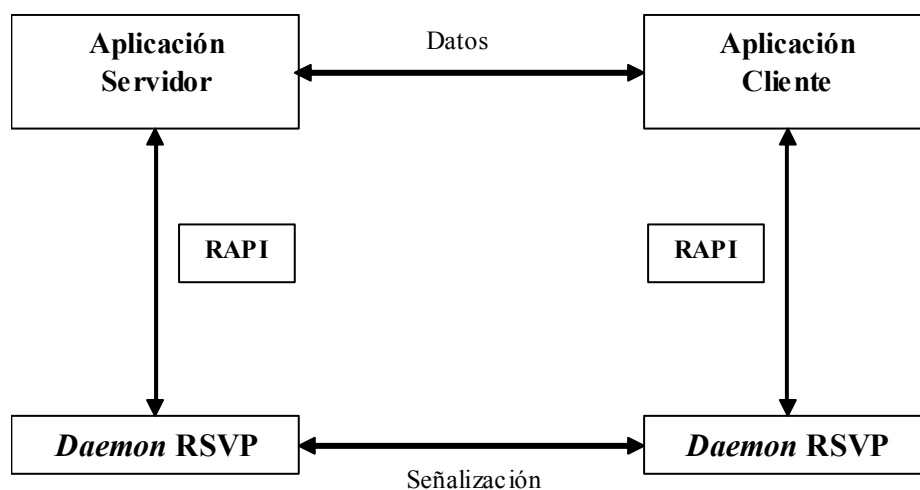 Aplicación
Servidor
Datos
Aplicación
Cliente
RAPI
RAPI
Daemon RSVP
Daemon RSVP
Señalización